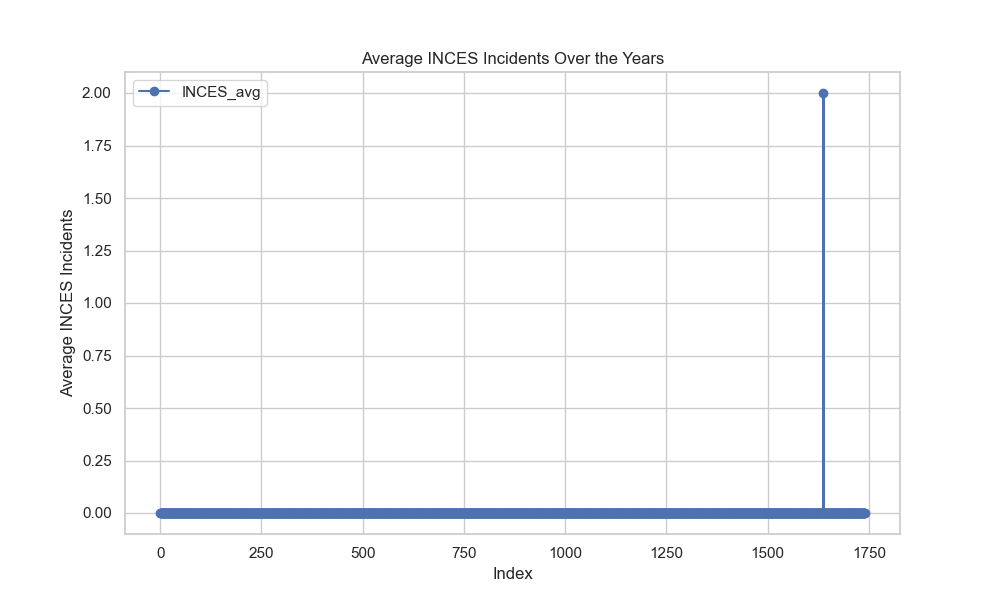 Average INCES Incidents Over the Years
INCES_avg
2.00
1.75
1.50
1.25
1.00
0.75
0.50
0.25
0.00
Average INCES Incidents
0 250 500 750 1000 1250 1500 1750
Index